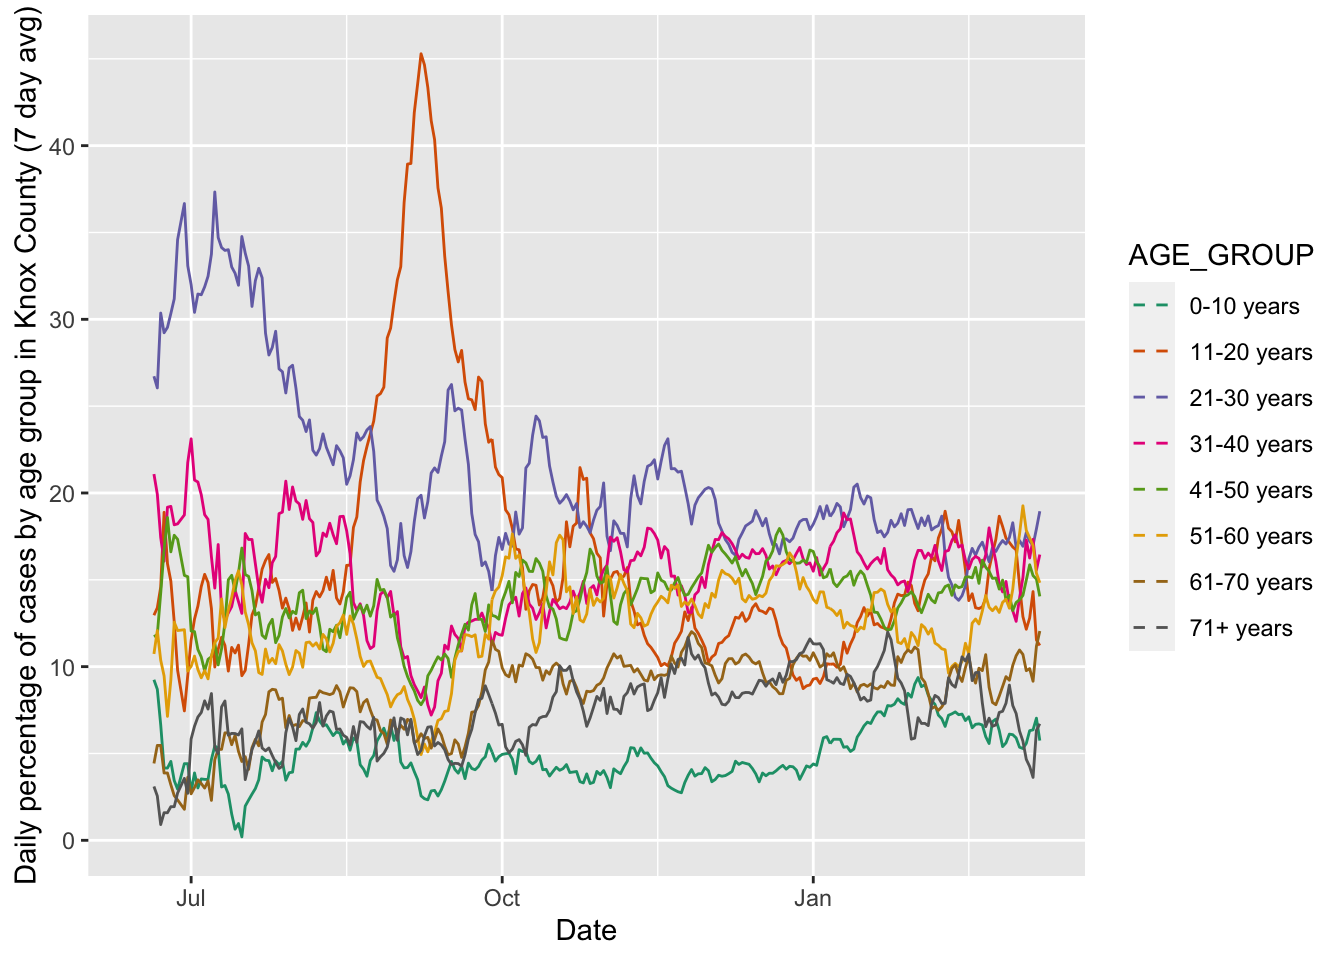 Daily percentage of cases by age group in Knox County (7 day avg)
40
30
20
10
0
Jul
Oct
Jan
Date
AGE_GROUP
0-10 years
11-20 years
21-30 years
31-40 years
41-50 years
51-60 years
61-70 years
71+ years